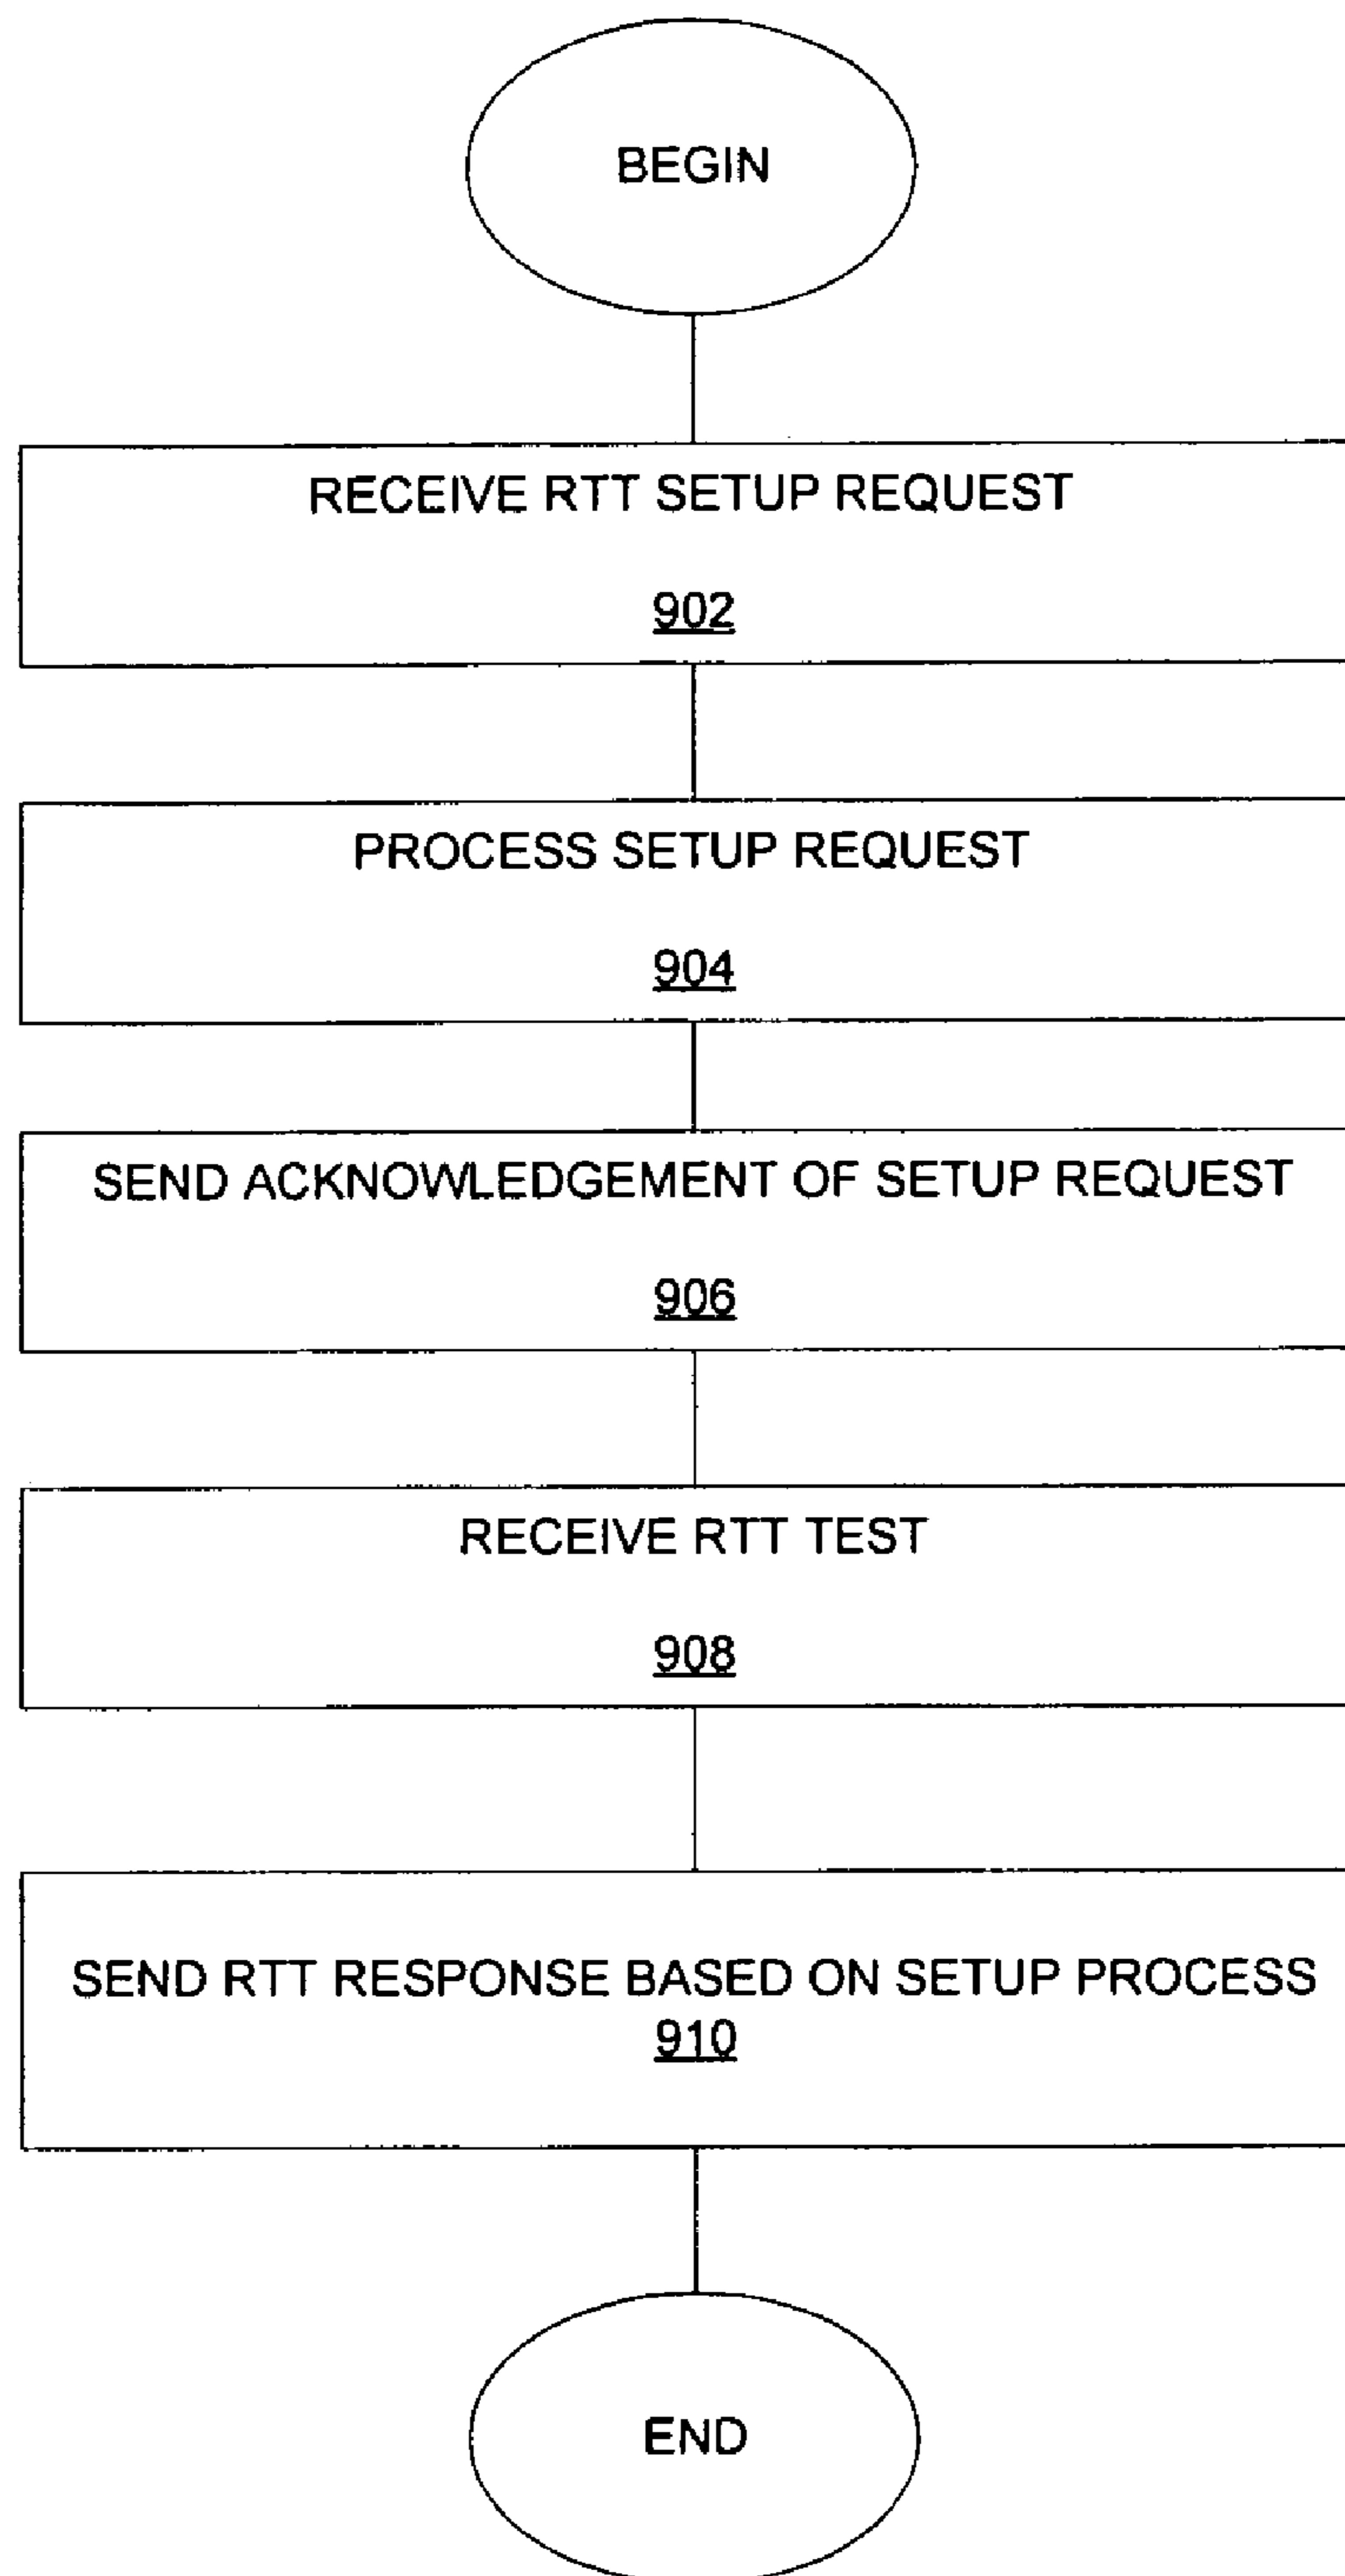 BEGIN
RECEIVE RTT SETUP REQUEST
902
PROCESS SETUP REQUEST
904
SEND ACKNOWLEDGEMENT OF SETUP REQUEST
906
RECEIVE RTT TEST
908
SEND RTT RESPONSE BASED ON SETUP PROCESS
910
END